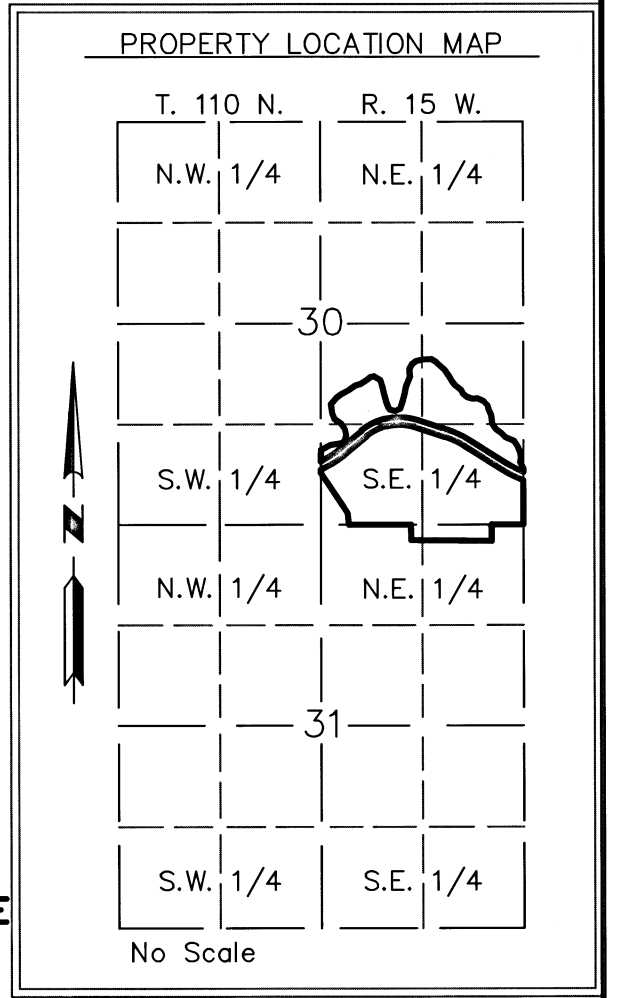 PROPERTY LOCATION MAP
T. 110 N. R. 15 W.
N.W. 1/4 N.E. 1/4
30
S.W. 1/4 S.E. 1/4
N
N.W. 1/4 N.E. 1/4
31
S.W. 1/4 S.E. 1/4
No Scale